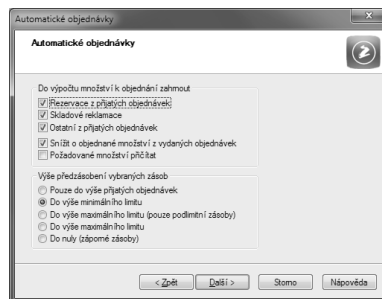 Automatické objednávky
Automatické objednávky
Do výpočtu množství k objednání zahrnout
Rezervace z přijatých objednávek
Skladové reklamace
Ostatní z přijatých objednávek
Snížit o objednané množství z vydaných objednávek
Požadované množství přičítat
Výše předzásobení vybraných zásob
Pouze do výše přijatých objednávek
Do výše minimálního limitu
Do výše maximálního limitu (pouze podlimitní zásoby)
Do výše maximálního limitu
Do nuly (záporné zásoby)
< Zpět Další > Storno Nápověda